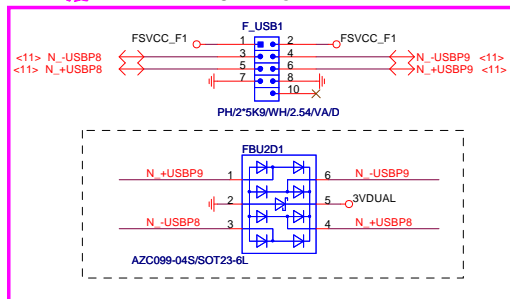 F_USB1
FSVCC_F1 1 2 FSVCC_F1
<11> N_-USBP8 3 4 N_-USBP9 <11>
<11> N_+USBP8 5 6 N_+USBP9 <11>
7 8
10
PH/2*5K9/WH/2.54/VA/D
FBU2D1
N_+USBP9 1 6 N_-USBP9
2 5 3VDUAL
N_-USBP8 3 4 N_+USBP8
AZC099-04S/SOT23-6L